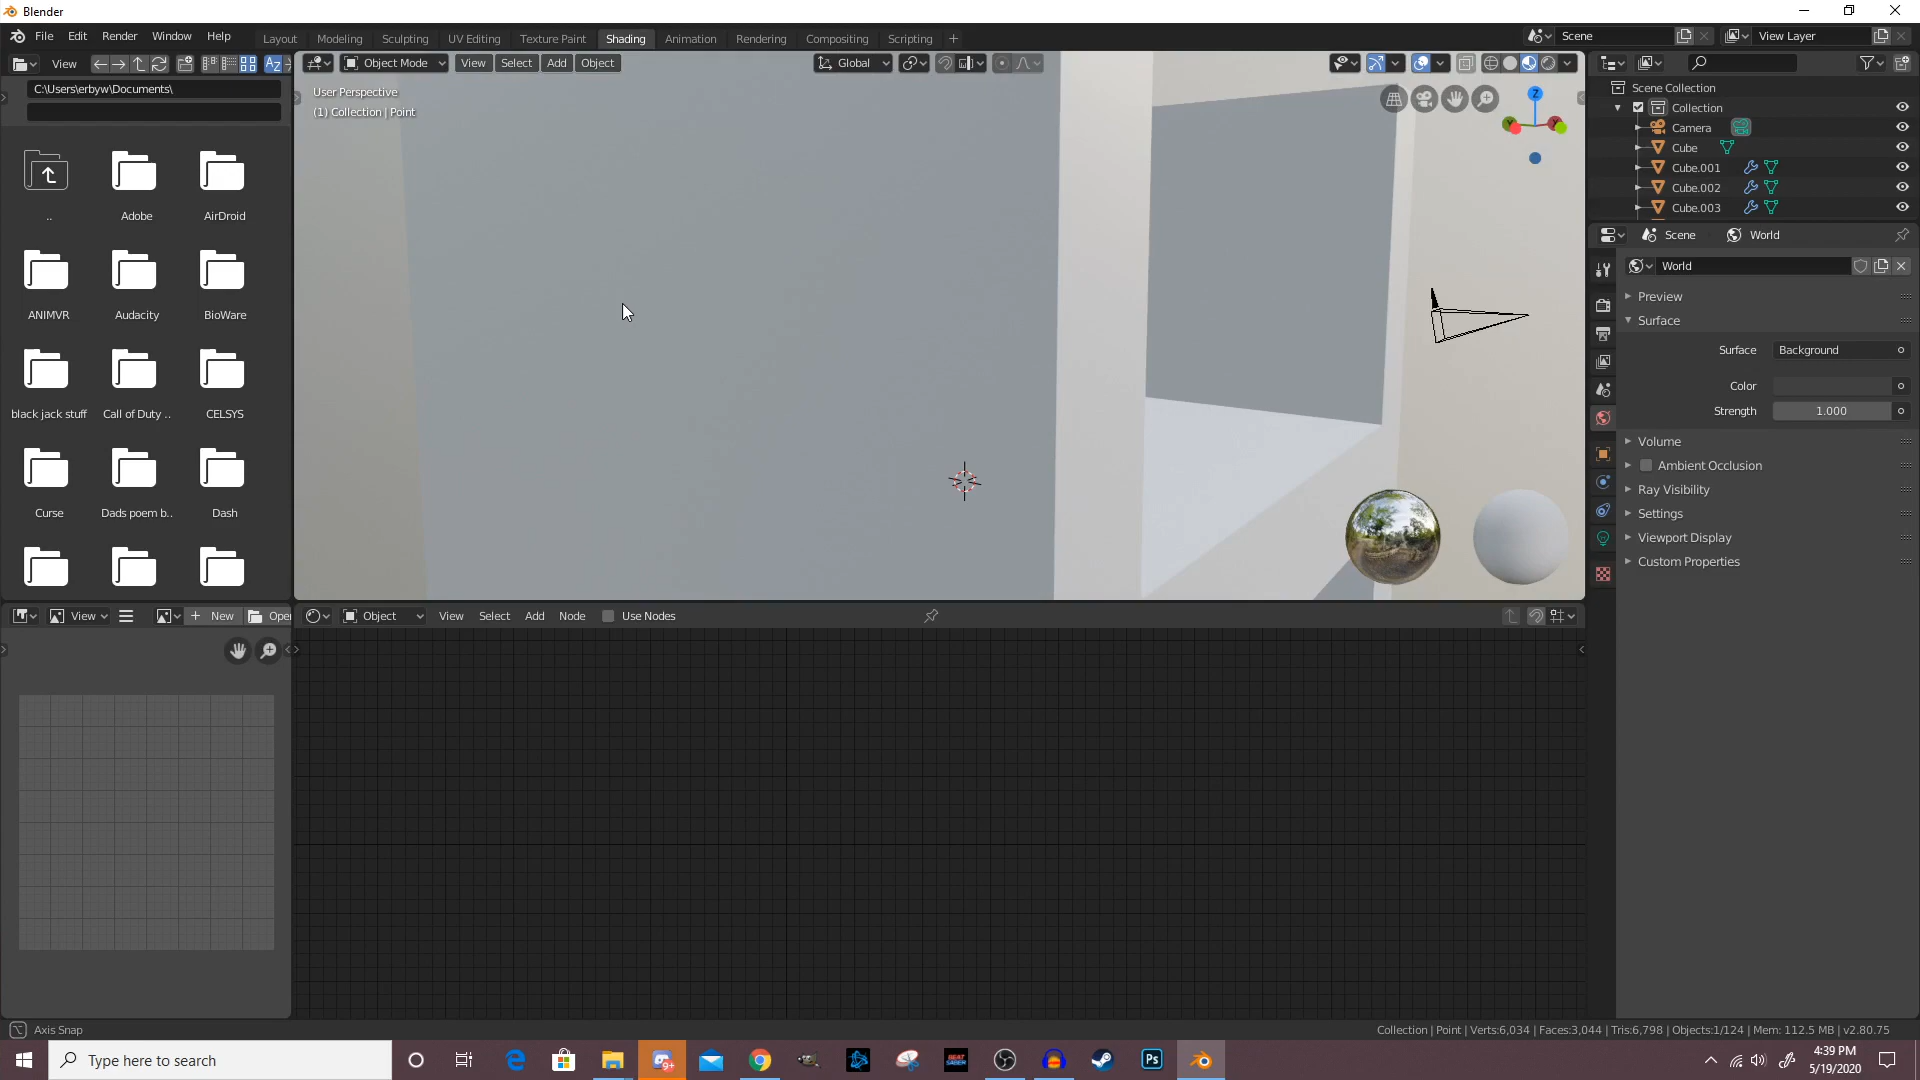 Blender
File Edit Render Window Help
Layout Modeling Sculpting UV Editing Texture Paint Shading Animation Rendering Compositing Scripting
Scene
View Layer
View
Object Mode View Select Add Object
Global
C:\Users\erbyw\Documents\
User Perspective
(1) Collection | Point
Z
Scene Collection
Collection
Camera
Cube
Cube.001
Cube.002
Cube.003
Scene World
World
Preview
Surface
Surface Background
Color
Strength 1.000
Volume
Ambient Occlusion
Ray Visibility
Settings
Viewport Display
Custom Properties
.. Adobe AirDroid
ANIMVR Audacity BioWare
black jack stuff Call of Duty .. CELSYS
Curse Dads poem b.. Dash
View New Open
Object View Select Add Node Use Nodes
Axis Snap
Collection | Point | Verts:6,034 | Faces:3,044 | Tris:6,798 | Objects:1/124 | Mem: 112.5 MB | v2.80.75
Type here to search
9+
BEAT
SABER
Ps
4:39 PM
5/19/2020